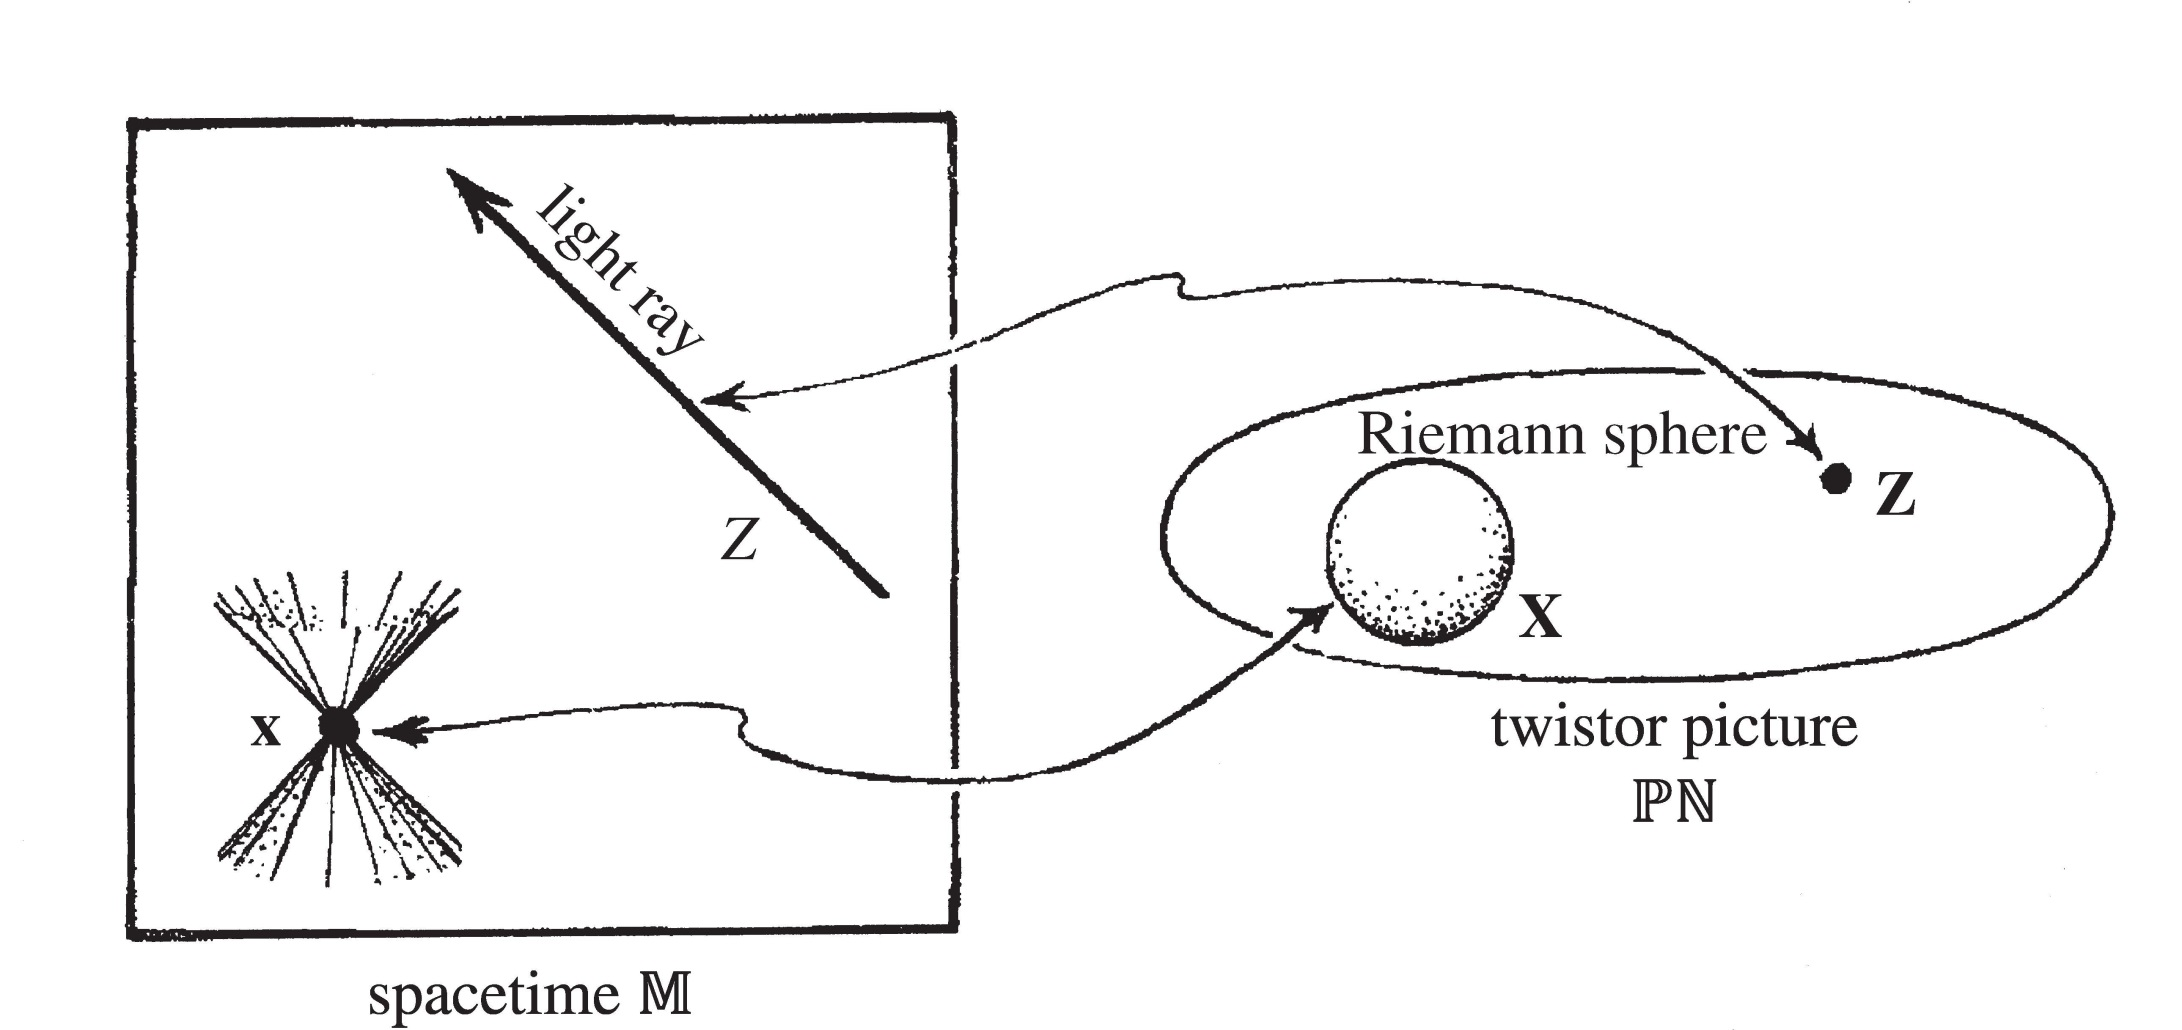 light ray
Z
x
spacetime 𝕄
Riemann sphere
Z
X
twistor picture
ℙℕ